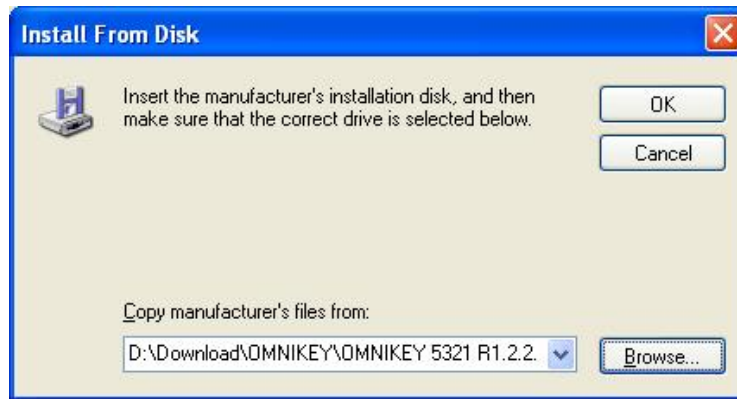 Install From Disk
Insert the manufacturer's installation disk, and then
make sure that the correct drive is selected below.
OK
Cancel
Copy manufacturer's files from:
D:\Download\OMNIKEY\OMNIKEY 5321 R1.2.2.
Browse...